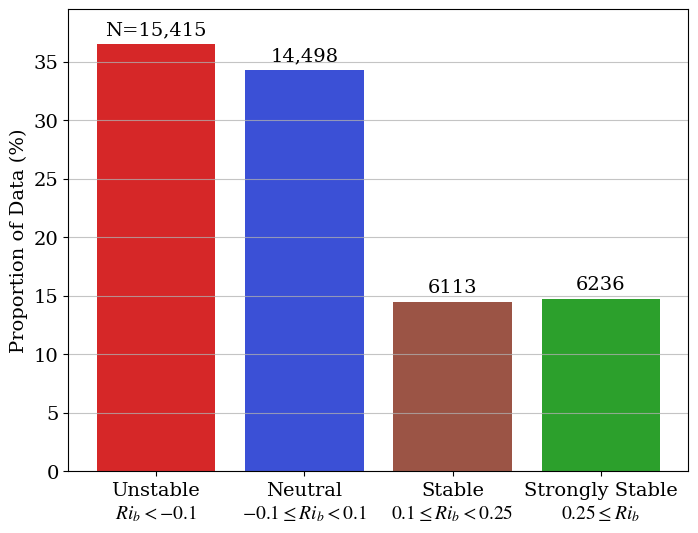 N=15,415
14,498
6113
6236
Proportion of Data (%)
35
30
25
20
15
10
5
0
Unstable
Neutral
Stable
Strongly Stable
Ri_b < −0.1
−0.1 ≤ Ri_b < 0.1
0.1 ≤ Ri_b < 0.25
0.25 ≤ Ri_b